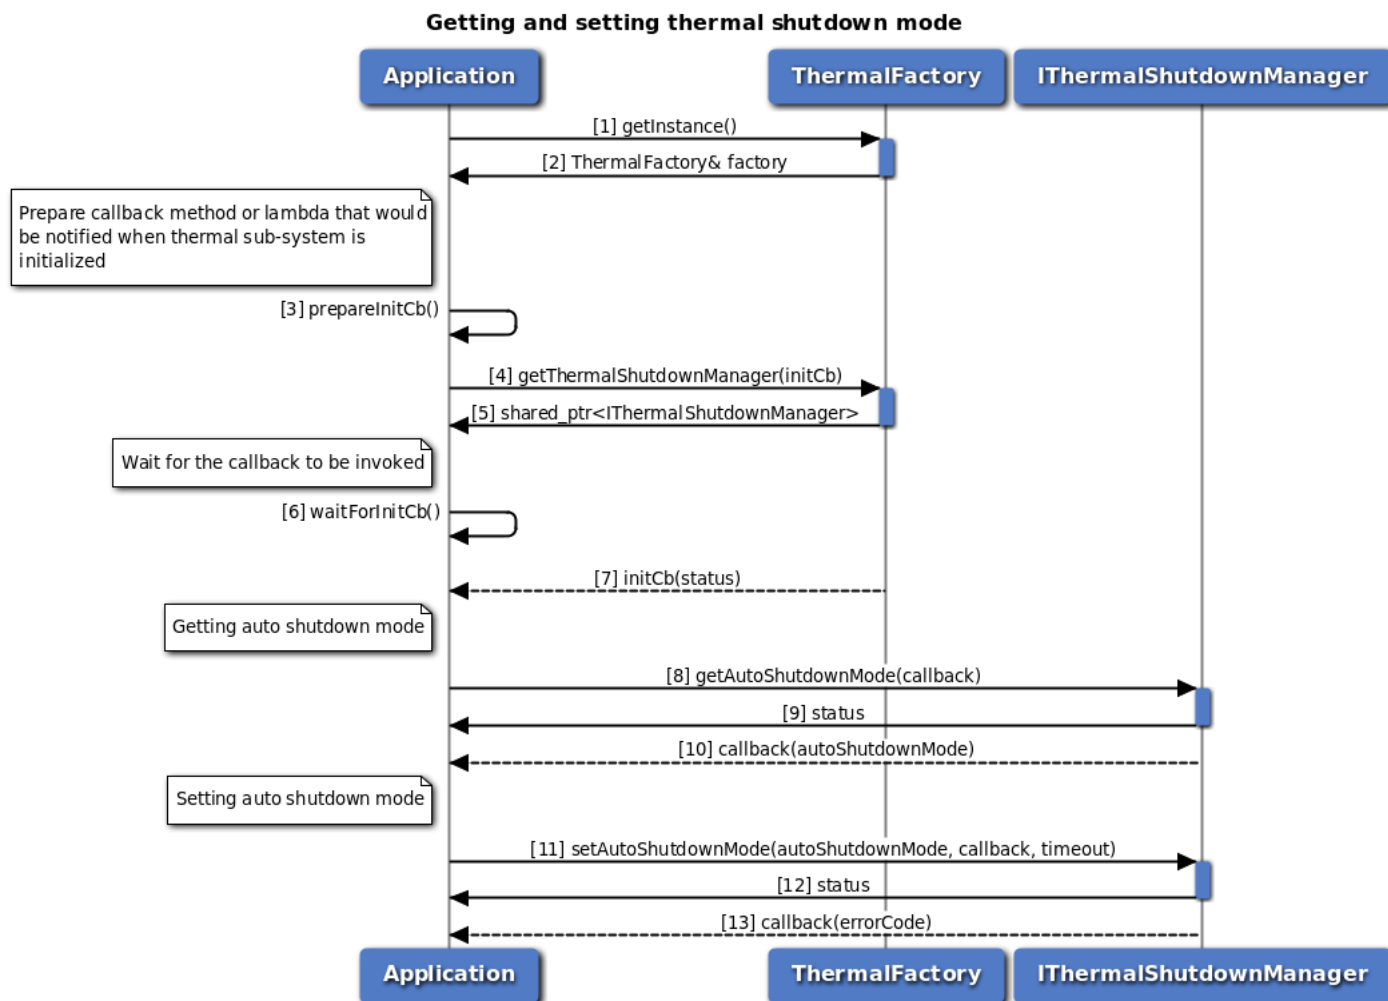 Getting and setting thermal shutdown mode
Application
ThermalFactory
IThermalShutdownManager
[1] getInstance()
[2] ThermalFactory& factory
Prepare callback method or lambda that would
be notified when thermal sub-system is
initialized
[3] prepareInitCb()
[4] getThermalShutdownManager(initCb)
[5] shared_ptr<IThermalShutdownManager>
Wait for the callback to be invoked
[6] waitForInitCb()
[7] initCb(status)
Getting auto shutdown mode
[8] getAutoShutdownMode(callback)
[9] status
[10] callback(autoShutdownMode)
Setting auto shutdown mode
[11] setAutoShutdownMode(autoShutdownMode, callback, timeout)
[12] status
[13] callback(errorCode)
Application
ThermalFactory
IThermalShutdownManager